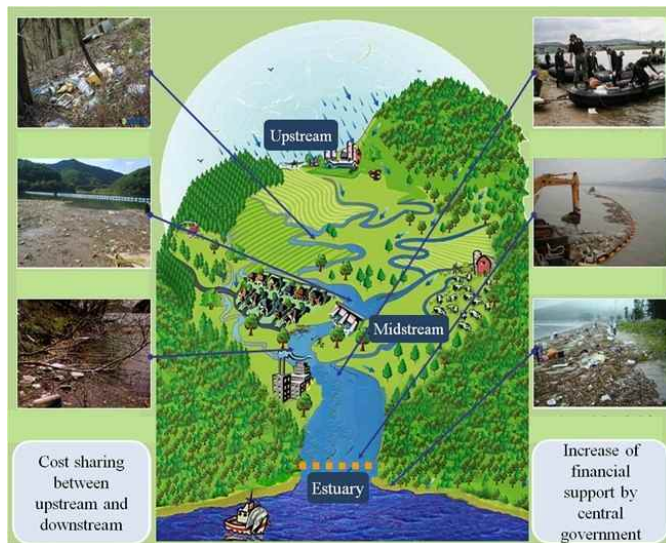 Upstream
Midstream
Estuary
Cost sharing
between
upstream and
downstream
Increase of
financial
support by
central
government